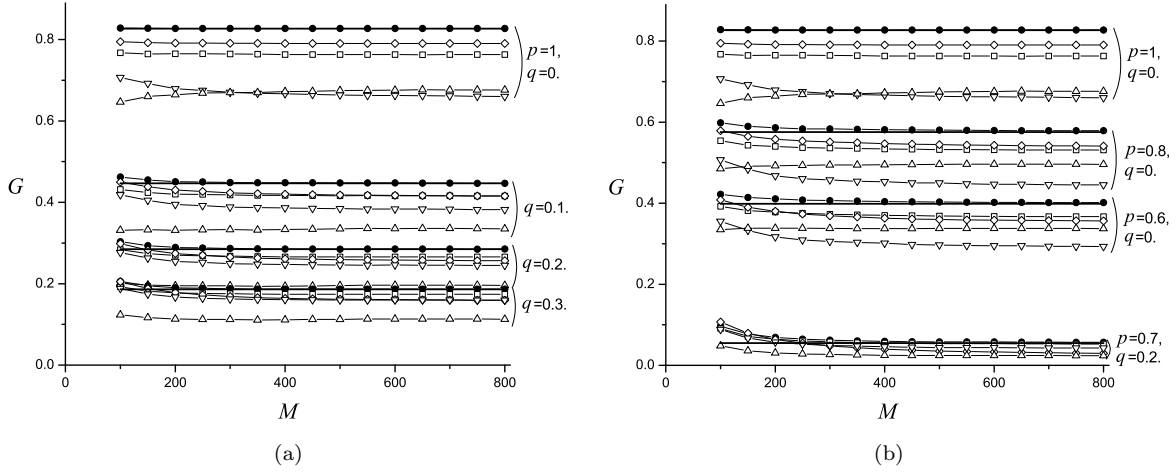 0.8
0.6
0.4
0.2
0.0
G
0
200
400
600
800
M
p=1,
q=0.
q=0.1.
q=0.2.
q=0.3.
(a)
0.8
0.6
0.4
0.2
0.0
G
0
200
400
600
800
M
p=1,
q=0.
p=0.8,
q=0.
p=0.6,
q=0.
p=0.7,
q=0.2.
(b)